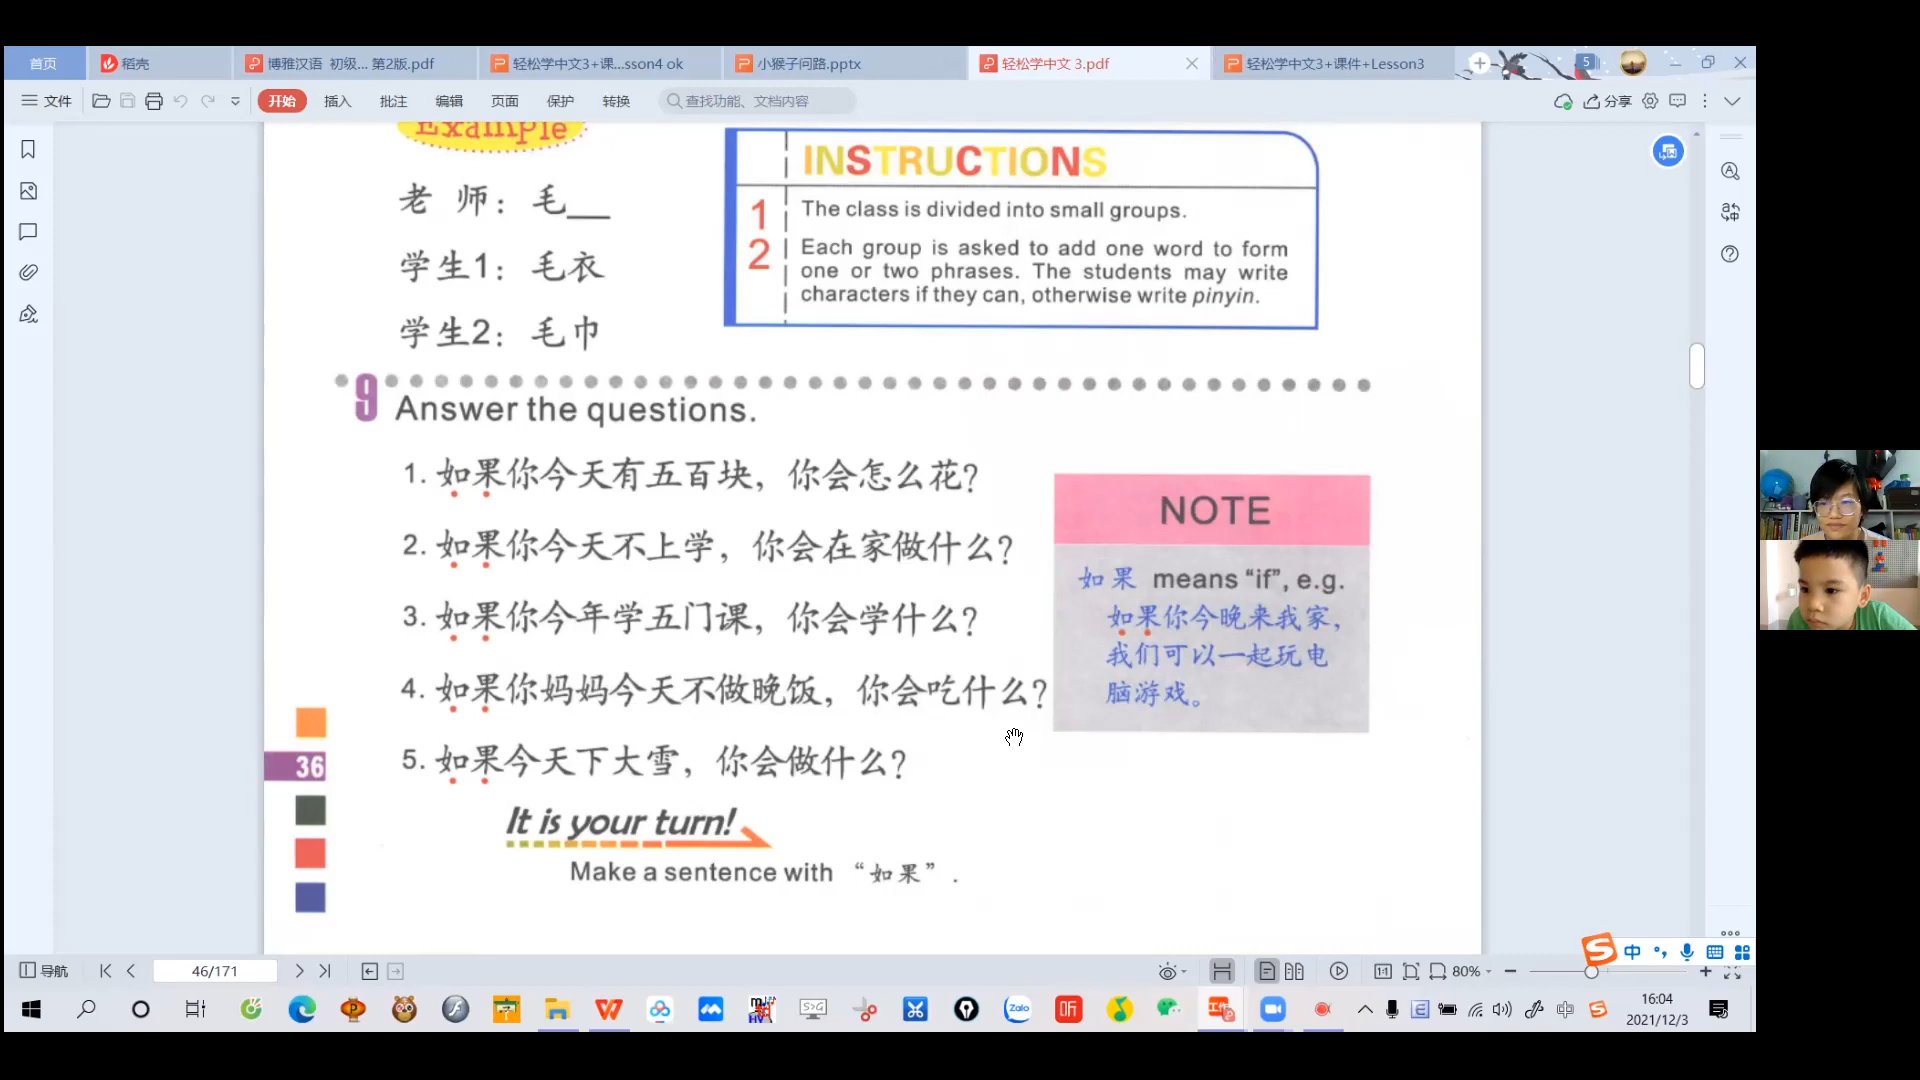 首页
稻壳
博雅汉语 初级... 第2版.pdf
轻松学中文3+课...sson4 ok
小猴子问路.pptx
轻松学中文 3.pdf
轻松学中文3+课件+Lesson3
5
文件
开始
插入
批注
编辑
页面
保护
转换
查找功能、文档内容
分享
Example
老 师：毛__
学生1：毛衣
学生2：毛巾
INSTRUCTIONS
1 The class is divided into small groups.
2 Each group is asked to add one word to form
one or two phrases. The students may write
characters if they can, otherwise write pinyin.
9 Answer the questions.
1. 如果你今天有五百块，你会怎么花？
2. 如果你今天不上学，你会在家做什么？
3. 如果你今年学五门课，你会学什么？
4. 如果你妈妈今天不做晚饭，你会吃什么？
5. 如果今天下大雪，你会做什么？
NOTE
如果 means “if”, e.g.
如果你今晚来我家，
我们可以一起玩电
脑游戏。
36
It is your turn!
Make a sentence with “如果”.
中
导航
46/171
1:1
80%
S>G
Zalo
听
中
16:04
2021/12/3